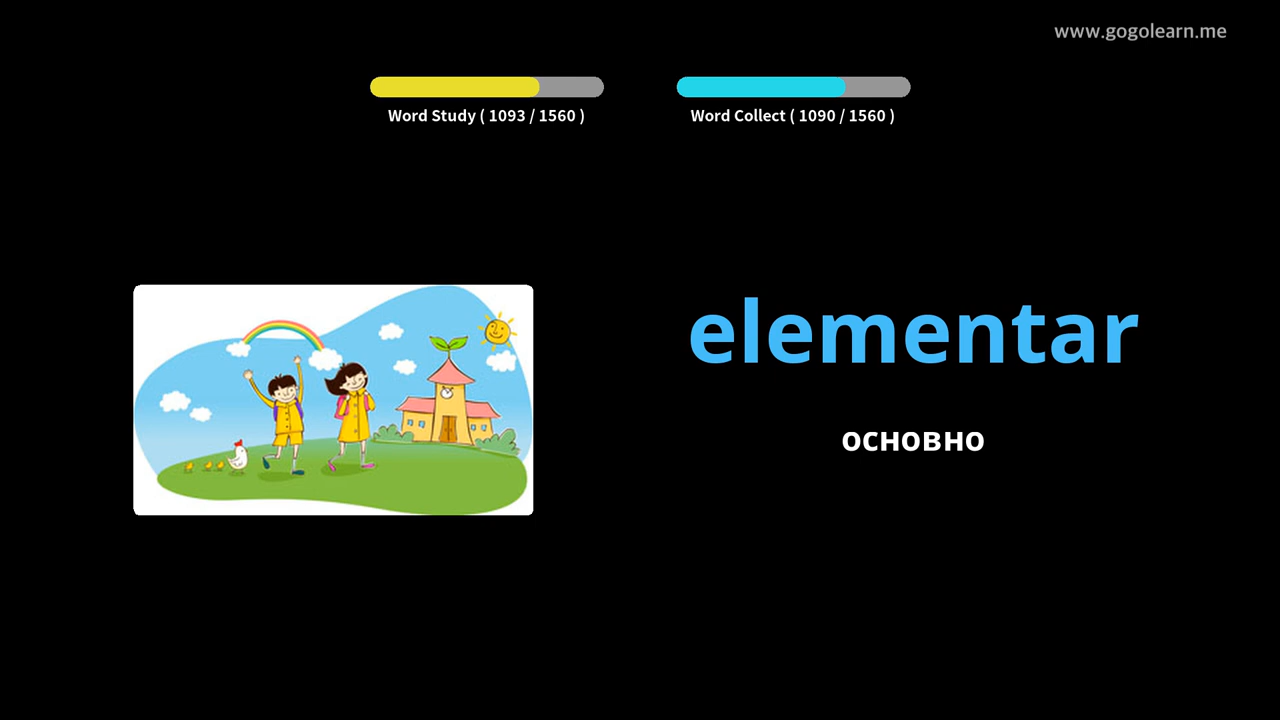 www.gogolearn.me
Word Study ( 1093 / 1560 )
Word Collect ( 1090 / 1560 )
elementar
основно